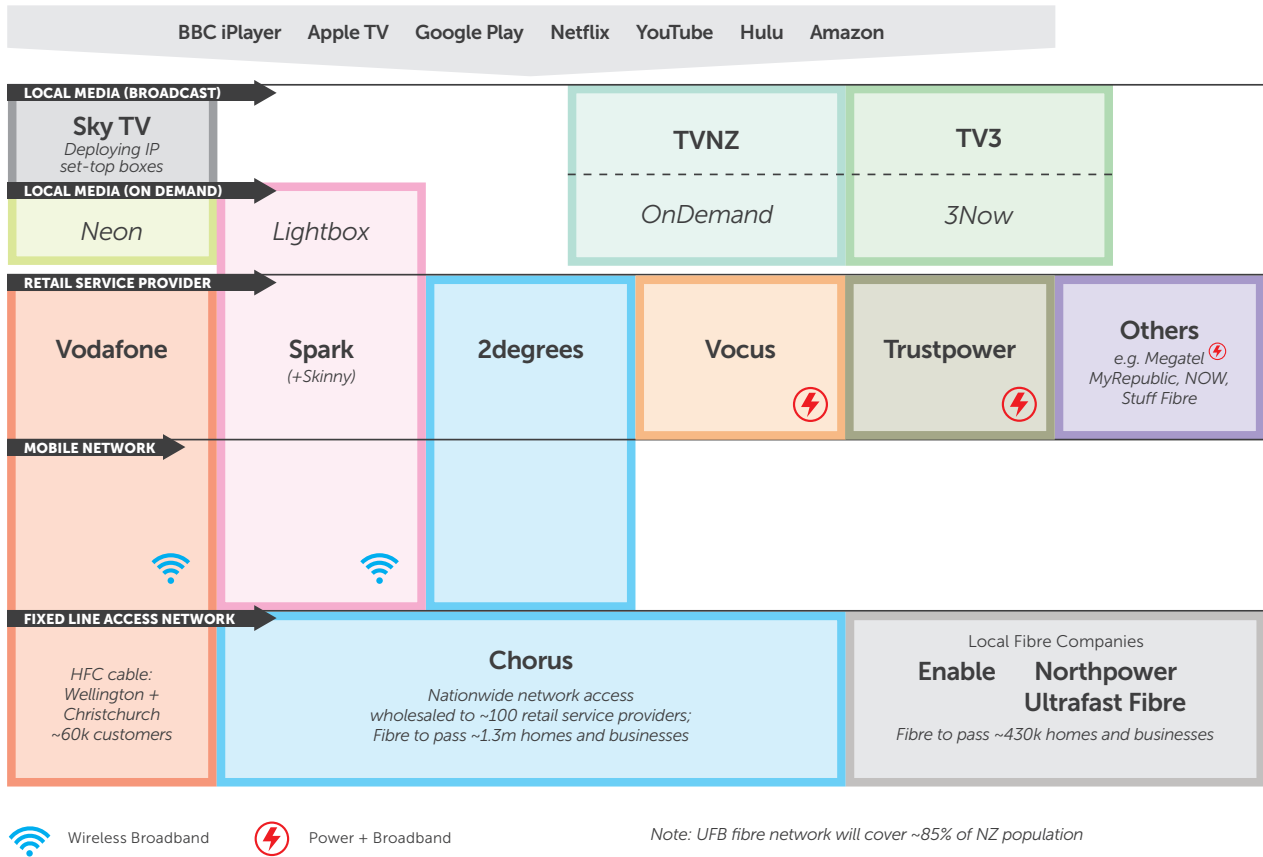 BBC iPlayer Apple TV Google Play Netflix YouTube Hulu Amazon
LOCAL MEDIA (BROADCAST)
Sky TV
Deploying IP
set-top boxes
TVNZ
TV3
LOCAL MEDIA (ON DEMAND)
Neon
Lightbox
OnDemand
3Now
RETAIL SERVICE PROVIDER
Vodafone
Spark
(+Skinny)
2degrees
Vocus
Trustpower
Others
e.g. Megatel
MyRepublic, NOW,
Stuff Fibre
MOBILE NETWORK
FIXED LINE ACCESS NETWORK
HFC cable:
Wellington +
Christchurch
~60k customers
Chorus
Nationwide network access
wholesaled to ~100 retail service providers;
Fibre to pass ~1.3m homes and businesses
Local Fibre Companies
Enable Northpower
Ultrafast Fibre
Fibre to pass ~430k homes and businesses
Wireless Broadband
Power + Broadband
Note: UFB fibre network will cover ~85% of NZ population